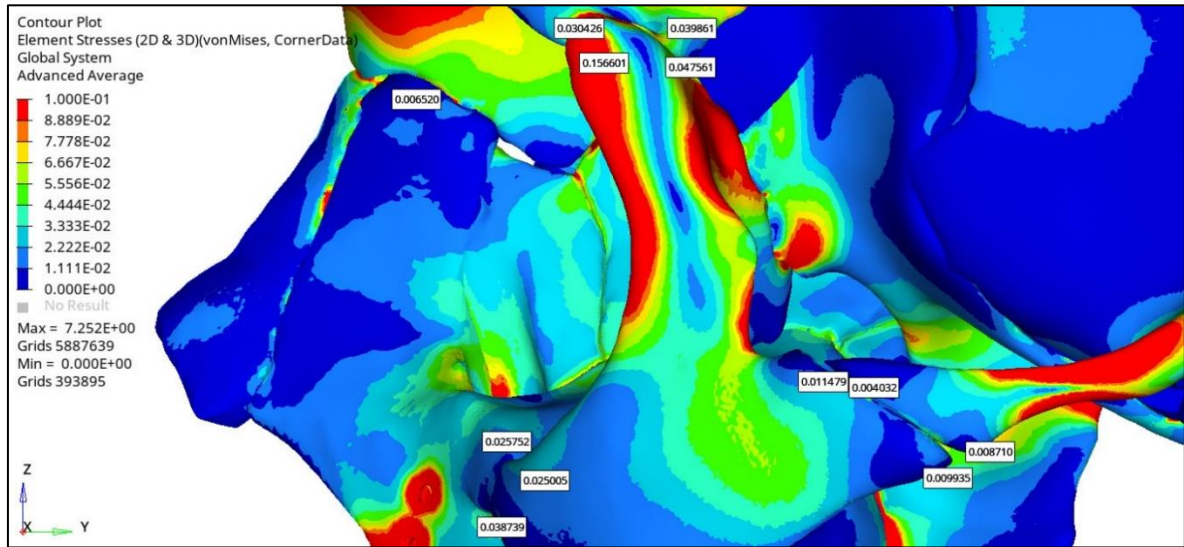 Contour Plot
Element Stresses (2D & 3D)(vonMises, CornerData)
Global System
Advanced Average
1.000E-01
8.889E-02
7.778E-02
6.667E-02
5.556E-02
4.444E-02
3.333E-02
2.222E-02
1.111E-02
0.000E+00
No Result
Max = 7.252E+00
Grids 5887639
Min = 0.000E+00
Grids 393895
0.030426
0.039861
0.156601
0.047561
0.006520
0.011479
0.004032
0.025752
0.008710
0.025005
0.009935
0.038739
Z
X
Y